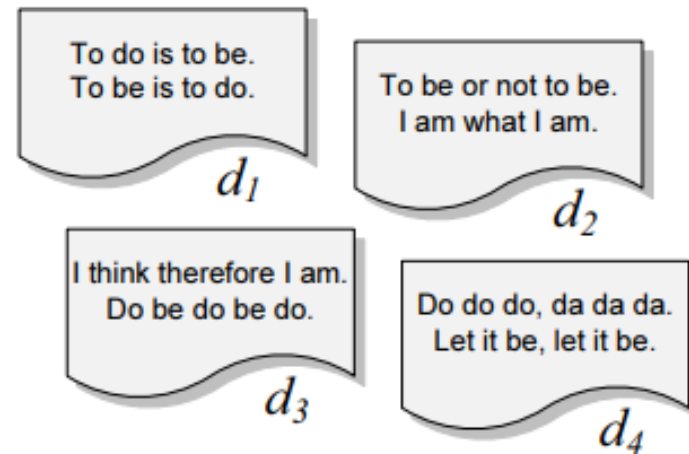 To do is to be.
To be is to do.
d1
To be or not to be.
I am what I am.
d2
I think therefore I am.
Do be do be do.
d3
Do do do, da da da.
Let it be, let it be.
d4